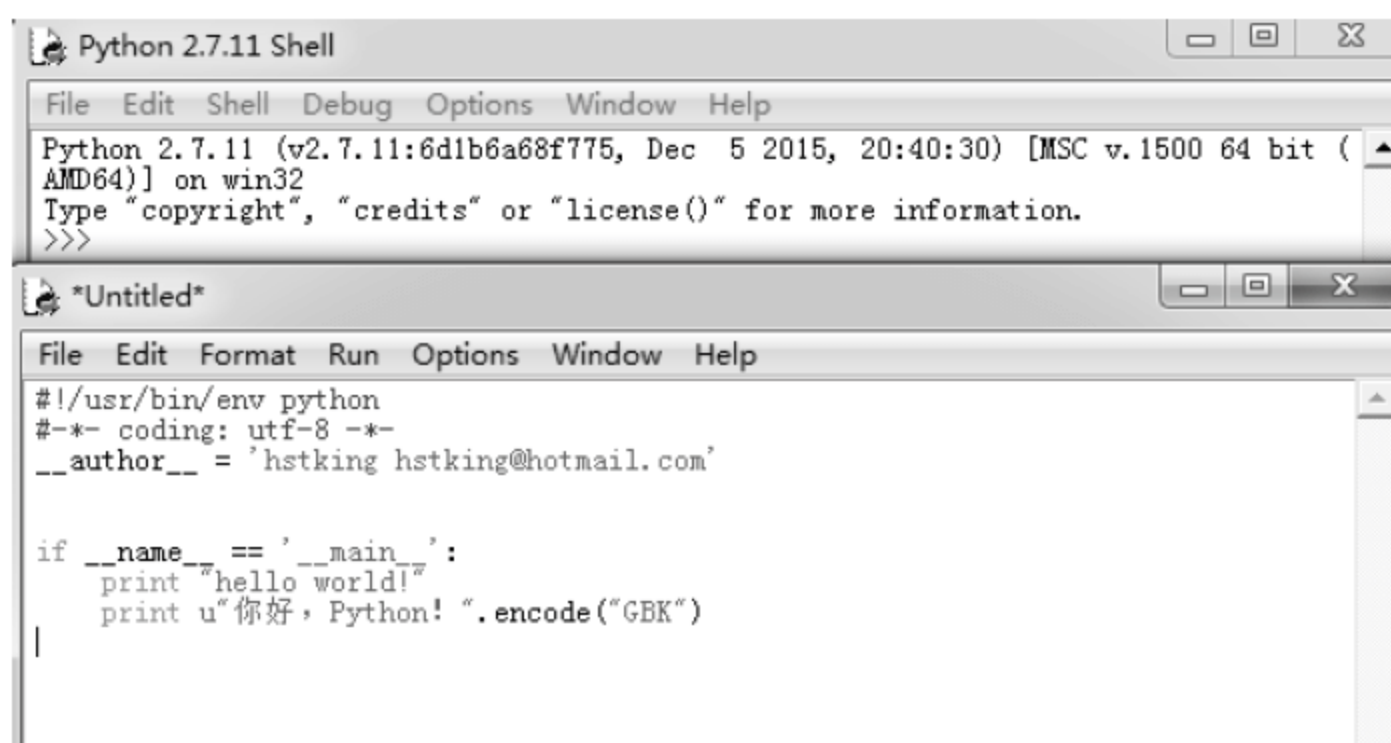 Python 2.7.11 Shell
File Edit Shell Debug Options Window Help
Python 2.7.11 (v2.7.11:6d1b6a68f775, Dec  5 2015, 20:40:30) [MSC v.1500 64 bit (
AMD64)] on win32
Type "copyright", "credits" or "license()" for more information.
>>>
*Untitled*
File Edit Format Run Options Window Help
#!/usr/bin/env python
#-*- coding: utf-8 -*-
__author__ = 'hstking hstking@hotmail.com'
if __name__ == '__main__':
    print "hello world!"
    print u"你好，Python！".encode("GBK")